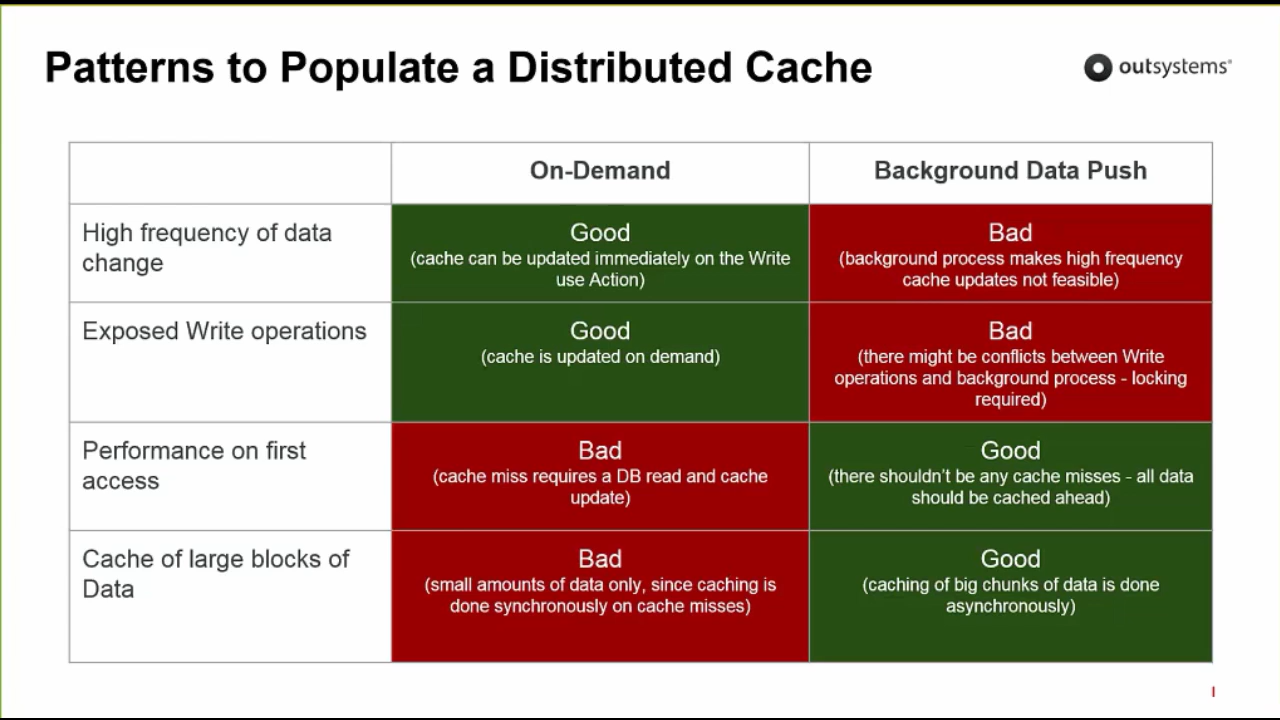 Patterns to Populate a Distributed Cache
outsystems®
On-Demand
Background Data Push
High frequency of data
change
Good
(cache can be updated immediately on the Write
use Action)
Bad
(background process makes high frequency
cache updates not feasible)
Exposed Write operations
Good
(cache is updated on demand)
Bad
(there might be conflicts between Write
operations and background process - locking
required)
Performance on first
access
Bad
(cache miss requires a DB read and cache
update)
Good
(there shouldn't be any cache misses - all data
should be cached ahead)
Cache of large blocks of
Data
Bad
(small amounts of data only, since caching is
done synchronously on cache misses)
Good
(caching of big chunks of data is done
asynchronously)